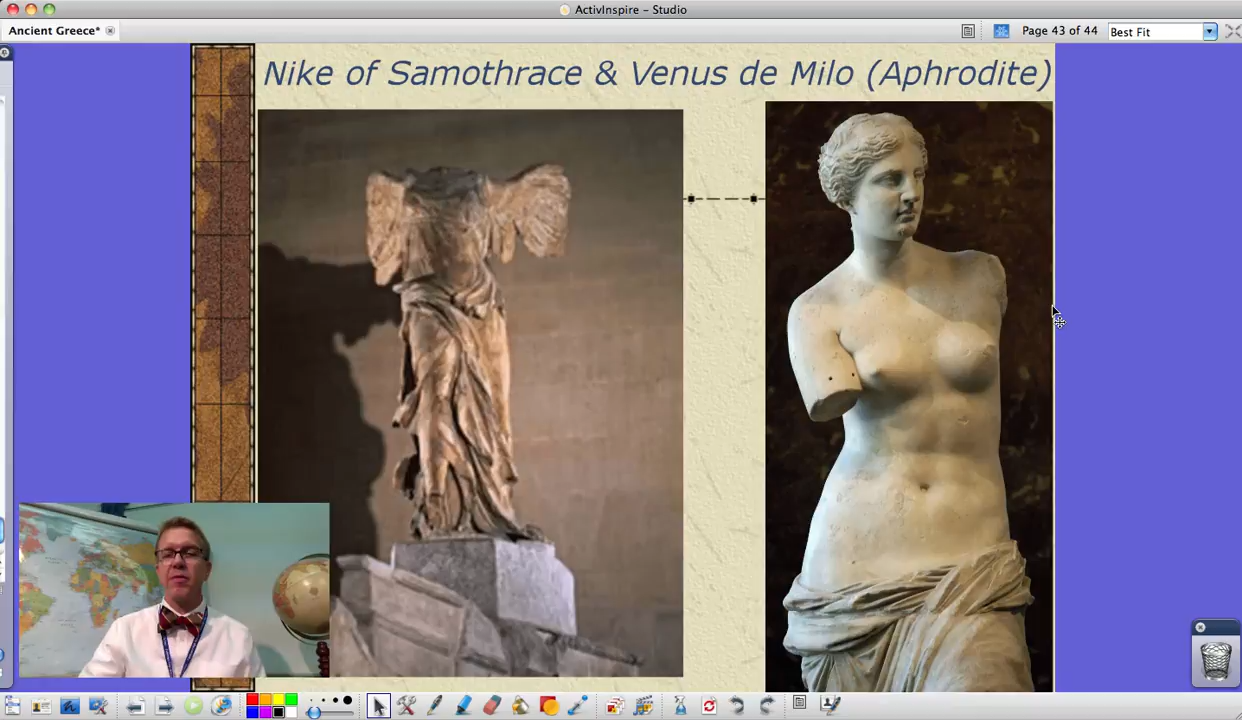 ActivInspire – Studio
Ancient Greece*
Page 43 of 44
Best Fit
Nike of Samothrace & Venus de Milo (Aphrodite)